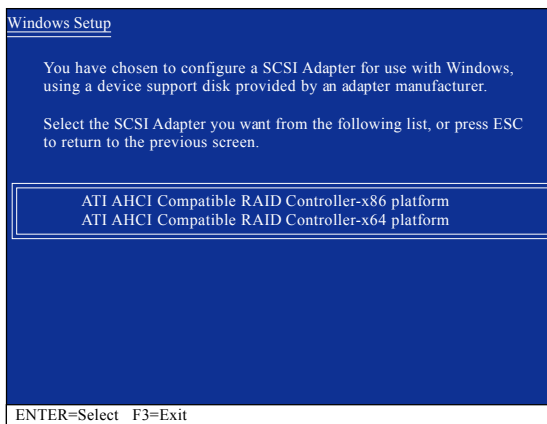 Windows Setup
You have chosen to configure a SCSI Adapter for use with Windows,
using a device support disk provided by an adapter manufacturer.
Select the SCSI Adapter you want from the following list, or press ESC
to return to the previous screen.
ATI AHCI Compatible RAID Controller-x86 platform
ATI AHCI Compatible RAID Controller-x64 platform
ENTER=Select F3=Exit